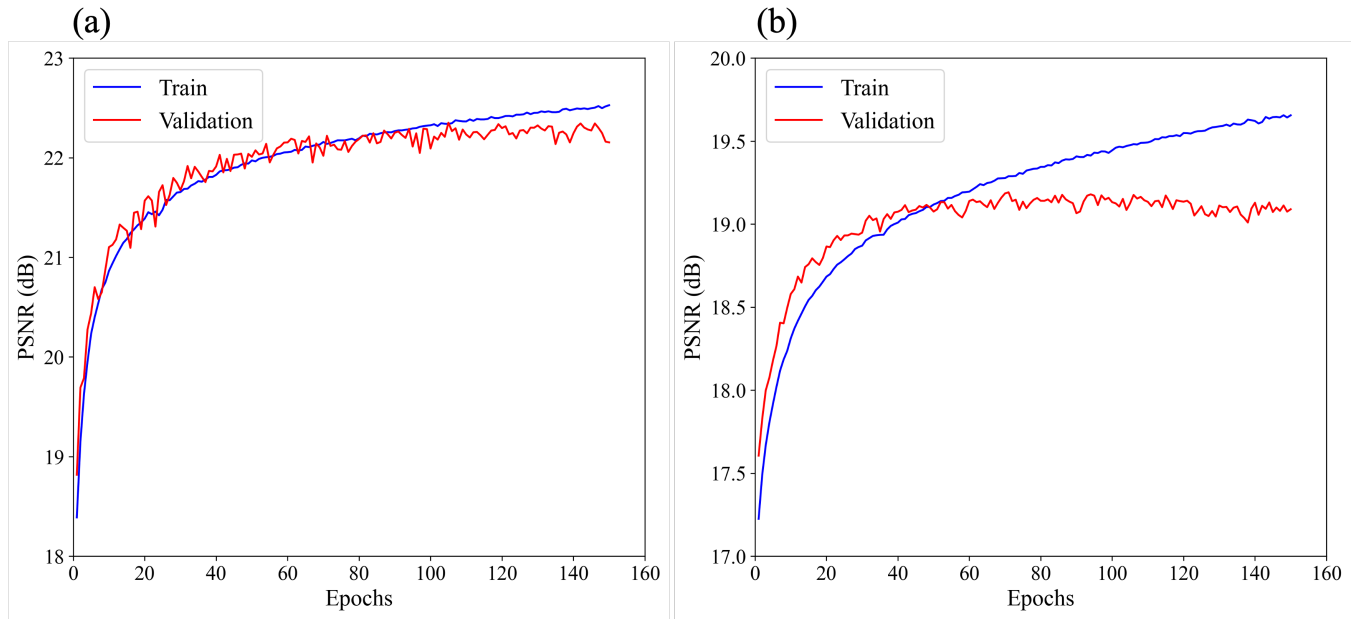 (a)
23
22
21
20
19
18
PSNR (dB)
Train
Validation
0 20 40 60 80 100 120 140 160
Epochs
(b)
20.0
19.5
19.0
18.5
18.0
17.5
17.0
PSNR (dB)
Train
Validation
0 20 40 60 80 100 120 140 160
Epochs